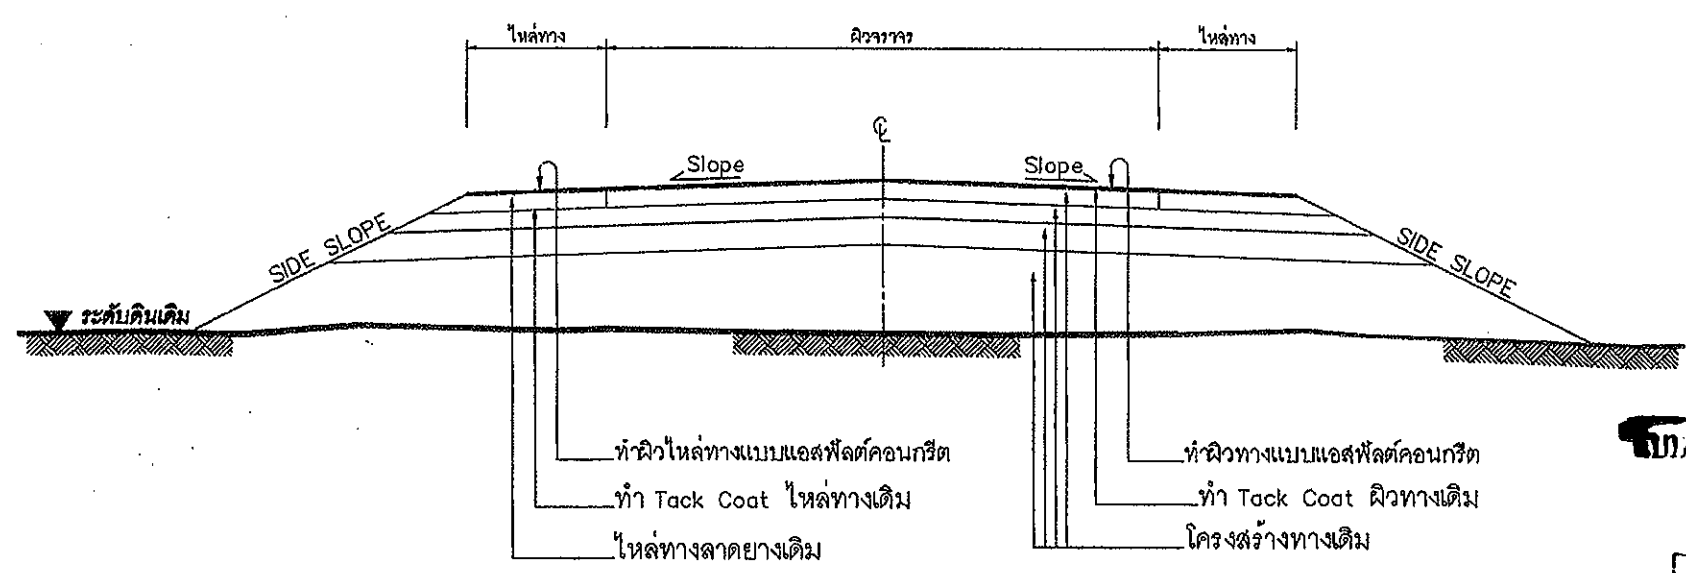 ไหล่ทาง ผิวจราจร ไหล่ทาง
℄
Slope Slope
SIDE SLOPE SIDE SLOPE
ระดับดินเดิม
ทำผิวไหล่ทางแบบแอสฟัลต์คอนกรีต ทำผิวทางแบบแอสฟัลต์คอนกรีต
ทำ Tack Coat ไหล่ทางเดิม ทำ Tack Coat ผิวทางเดิม
ไหล่ทางลาดยางเดิม โครงสร้างทางเดิม